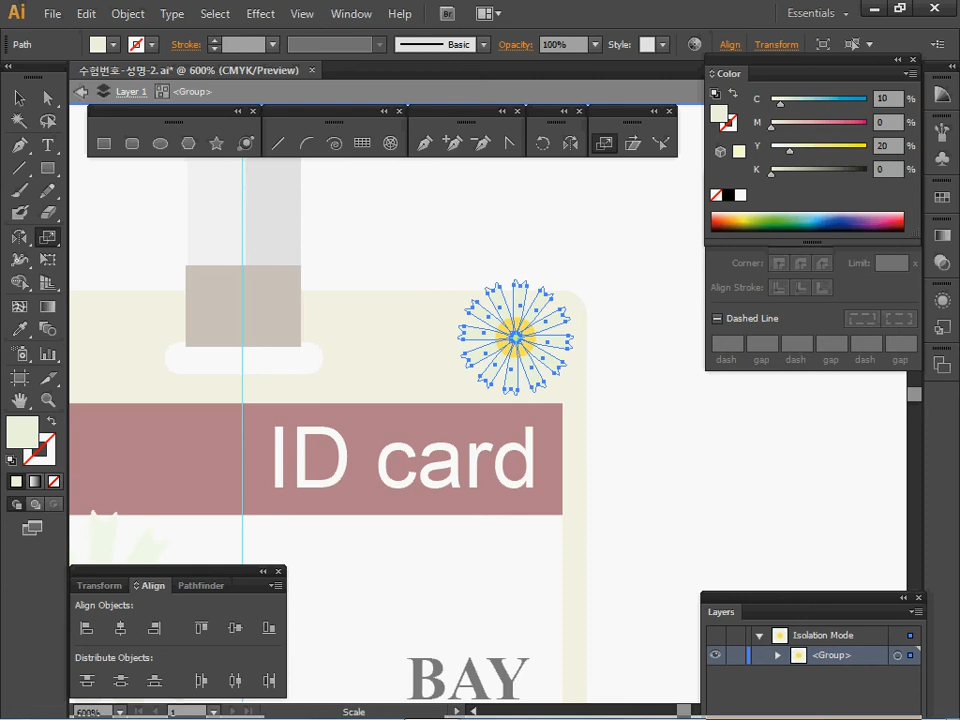 Ai File Edit Object Type Select Effect View Window Help Br Essentials
Path Stroke: Basic Opacity: 100% Style: Align Transform
수험번호-성명-2.ai* @ 600% (CMYK/Preview)
Layer 1 <Group>
Color
C 10 %
M 0 %
Y 20 %
K 0 %
Corner: Limit: x
Align Stroke:
Dashed Line
dash gap dash gap dash gap
ID card
BAY
Transform Align Pathfinder
Align Objects:
Distribute Objects:
Layers
Isolation Mode
<Group>
600% 1 Scale